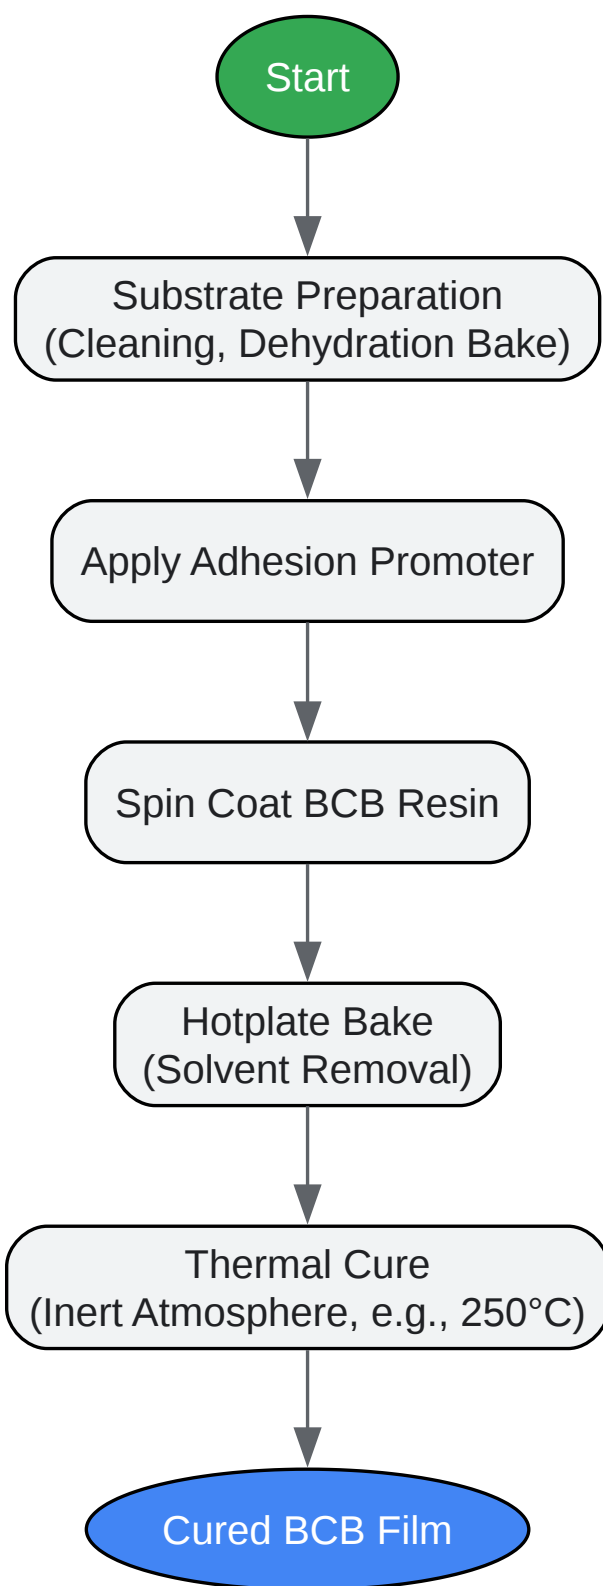 Start
Substrate Preparation
(Cleaning, Dehydration Bake)
Apply Adhesion Promoter
Spin Coat BCB Resin
Hotplate Bake
(Solvent Removal)
Thermal Cure
(Inert Atmosphere, e.g., 250°C)
Cured BCB Film